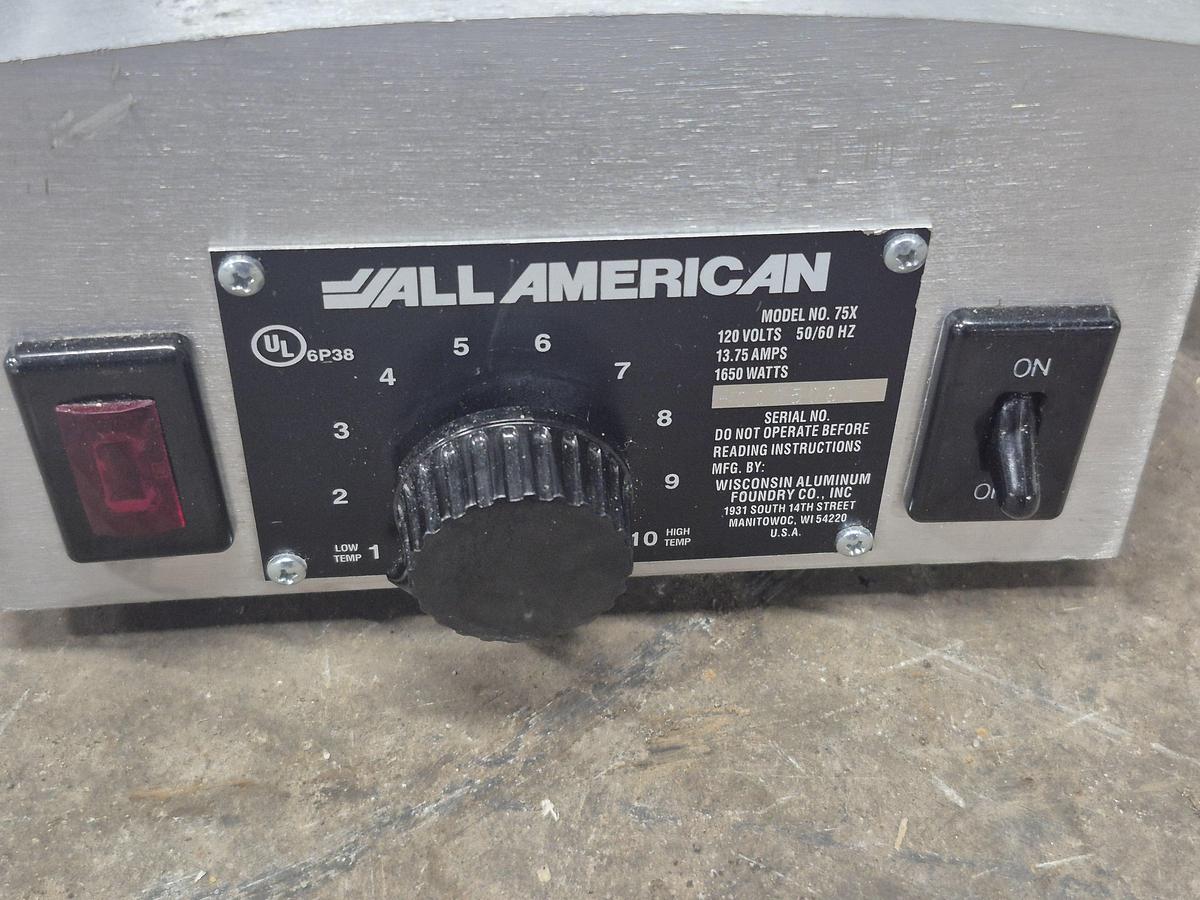 ALL AMERICAN
UL 6P38
MODEL NO. 75X
120 VOLTS 50/60 HZ
13.75 AMPS
1650 WATTS
SERIAL NO.
DO NOT OPERATE BEFORE
READING INSTRUCTIONS
MFG. BY:
WISCONSIN ALUMINUM
FOUNDRY CO., INC
1931 SOUTH 14TH STREET
MANITOWOC, WI 54220
U.S.A.
LOW
TEMP
1
2
3
4
5
6
7
8
9
10
HIGH
TEMP
ON